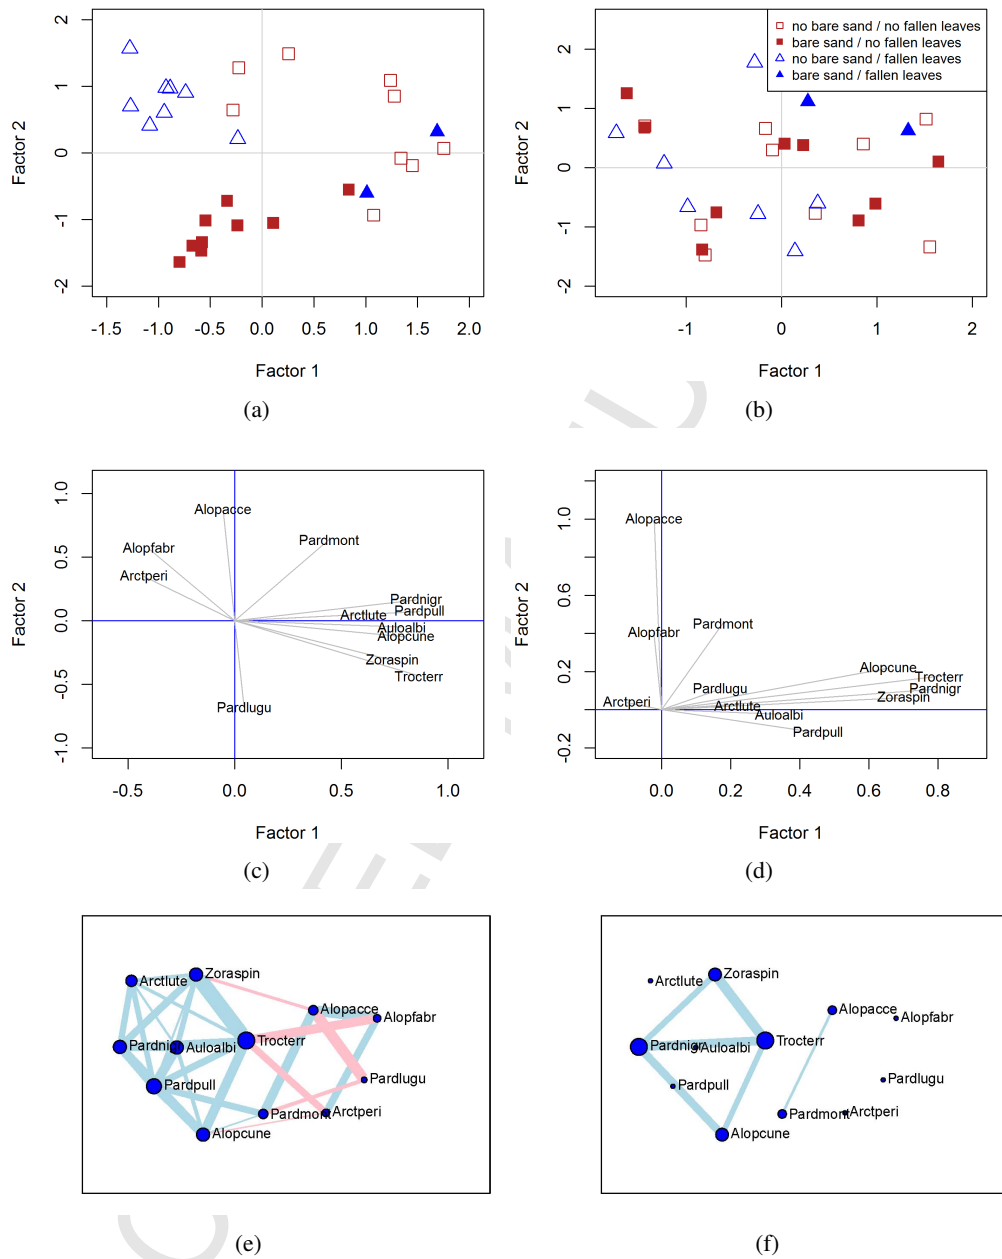 no bare sand / no fallen leaves
bare sand / no fallen leaves
no bare sand / fallen leaves
bare sand / fallen leaves
2
1
0
-1
-2
Factor 2
-1.5
-1.0
-0.5
0.0
0.5
1.0
1.5
2.0
Factor 1
(a)
2
1
0
-1
-2
Factor 2
-1
0
1
2
Factor 1
(b)
1.0
0.5
0.0
-0.5
-1.0
Factor 2
Alopacce
Pardmont
Alopfabr
Arctperi
Pardnigr
Pardpull
Arctlute
Auloalbi
Alopcune
Zoraspin
Trocterr
Pardlugu
-0.5
0.0
0.5
1.0
Factor 1
(c)
1.0
0.6
0.2
-0.2
Factor 2
Alopacce
Pardmont
Alopfabr
Alopcune
Trocterr
Pardlugu
Pardnigr
Zoraspin
Arctperi
Arctlute
Auloalbi
Pardpull
0.0
0.2
0.4
0.6
0.8
Factor 1
(d)
Zoraspin
Arctlute
Alopacce
Alopfabr
Trocterr
Pardnigr
Auloalbi
Pardlugu
Pardpull
Pardmont
Arctperi
Alopcune
(e)
Zoraspin
Arctlute
Alopacce
Alopfabr
Trocterr
Pardnigr
Auloalbi
Pardlugu
Pardpull
Pardmont
Arctperi
Alopcune
(f)